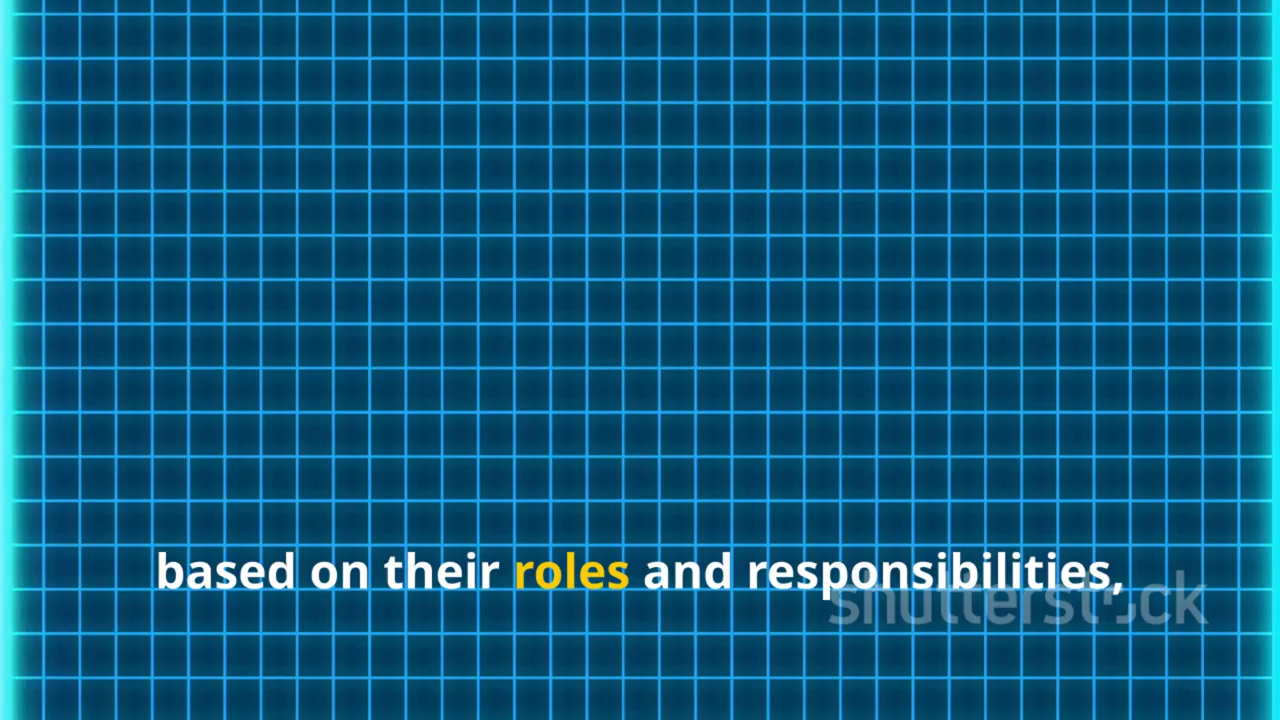 based on their roles and responsibilities,
shutterstock